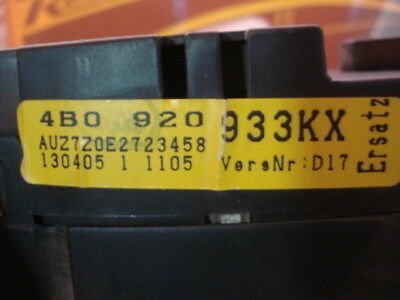 4B0 920 933KX
AUZ7Z0E2723458
130405 1 1105 VersNr:D17
Ersatz